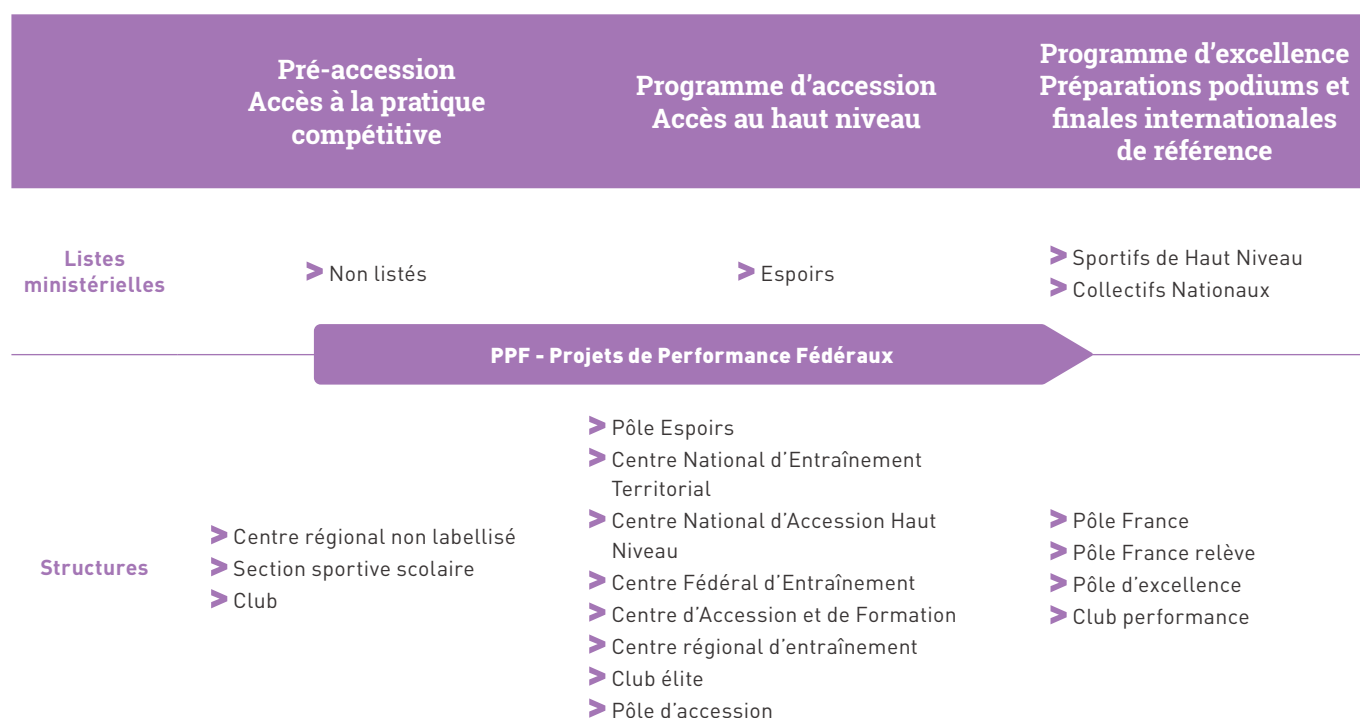 Pré-accession
Accès à la pratique
compétitive
Programme d’accession
Accès au haut niveau
Programme d’excellence
Préparations podiums et
finales internationales
de référence
Listes
ministérielles
> Non listés
> Espoirs
> Sportifs de Haut Niveau
> Collectifs Nationaux
PPF - Projets de Performance Fédéraux
Structures
> Centre régional non labellisé
> Section sportive scolaire
> Club
> Pôle Espoirs
> Centre National d’Entraînement
Territorial
> Centre National d’Accession Haut
Niveau
> Centre Fédéral d’Entraînement
> Centre d’Accession et de Formation
> Centre régional d’entraînement
> Club élite
> Pôle d’accession
> Pôle France
> Pôle France relève
> Pôle d’excellence
> Club performance